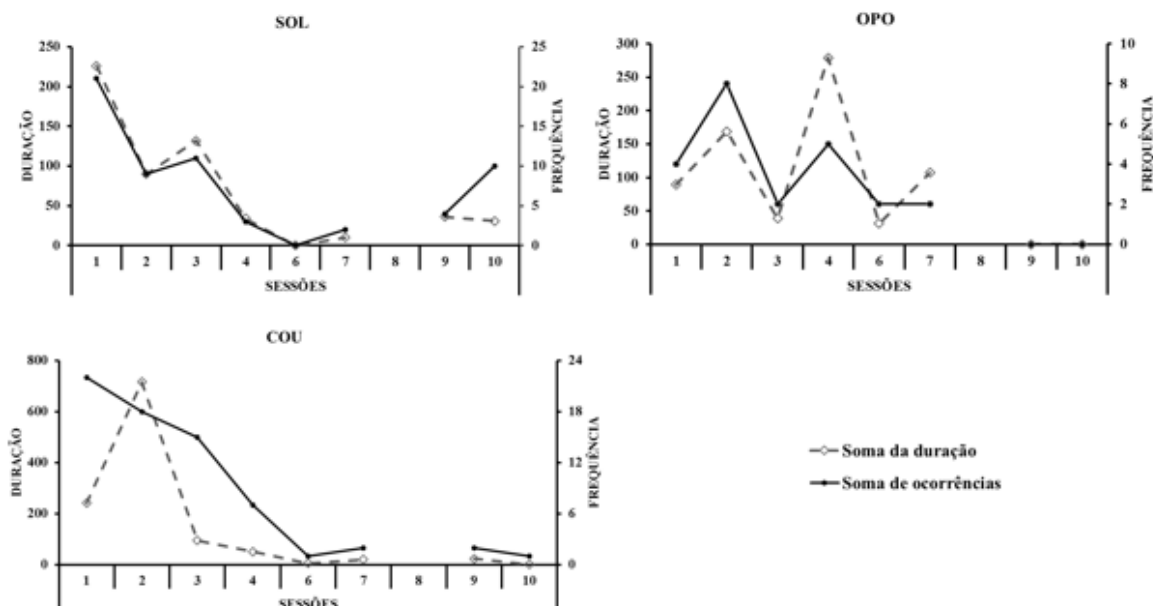 SOL
DURAÇÃO
250
200
150
100
50
0
25
20
15
10
5
0
FREQUÊNCIA
1 2 3 4 6 7 8 9 10
SESSÕES
OPO
DURAÇÃO
300
250
200
150
100
50
0
10
8
6
4
2
0
FREQUÊNCIA
1 2 3 4 6 7 8 9 10
SESSÕES
COU
DURAÇÃO
800
600
400
200
0
24
18
12
6
0
FREQUÊNCIA
1 2 3 4 6 7 8 9 10
SESSÕES
Soma da duração
Soma de ocorrências